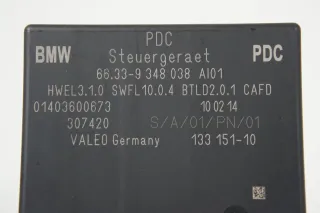 PDC
BMW Steuergeraet PDC
66.33-9 348 038 AI01
HWEL3.1.0 SWFL10.0.4 BTLD2.0.1 CAFD
01403600673 100214
307420 S/A/01/PN/01
VALEO Germany 133 151-10